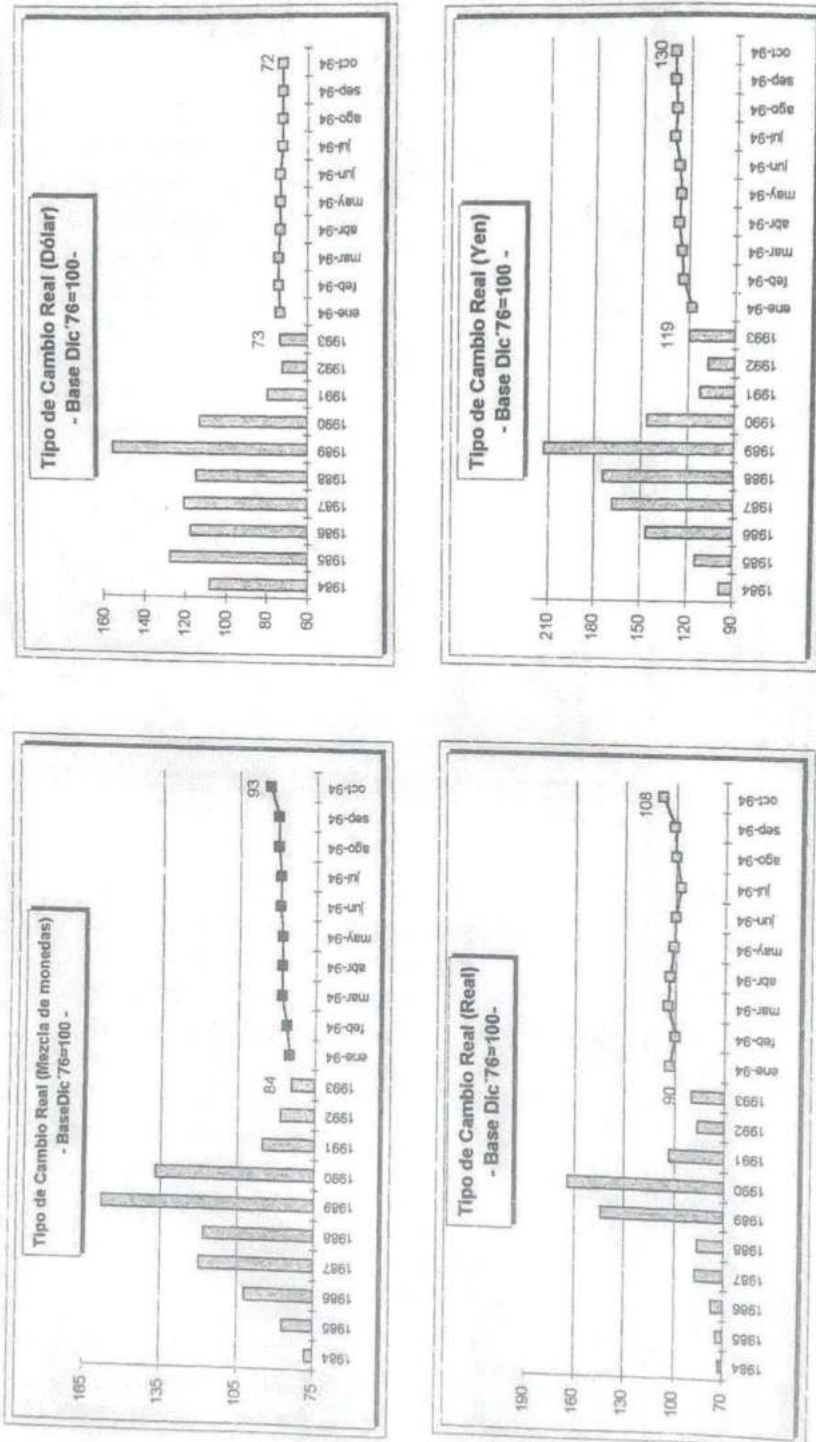 Tipo de Cambio Real (Mezcla de monedas)
- BaseDic´76=100 -
185
135
105
75
84
93
1984
1985
1986
1987
1988
1989
1990
1991
1992
1993
ene-94
feb-94
mar-94
abr-94
may-94
jun-94
jul-94
ago-94
sep-94
oct-94
Tipo de Cambio Real (Dólar)
- Base Dic´76=100-
160
140
120
100
80
60
73
72
1984
1985
1986
1987
1988
1989
1990
1991
1992
1993
ene-94
feb-94
mar-94
abr-94
may-94
jun-94
jul-94
ago-94
sep-94
oct-94
Tipo de Cambio Real (Real)
- Base Dic´76=100-
190
160
130
100
70
90
108
1984
1985
1986
1987
1988
1989
1990
1991
1992
1993
ene-94
feb-94
mar-94
abr-94
may-94
jun-94
jul-94
ago-94
sep-94
oct-94
Tipo de Cambio Real (Yen)
- Base Dic´76=100 -
210
180
150
120
90
119
130
1984
1985
1986
1987
1988
1989
1990
1991
1992
1993
ene-94
feb-94
mar-94
abr-94
may-94
jun-94
jul-94
ago-94
sep-94
oct-94